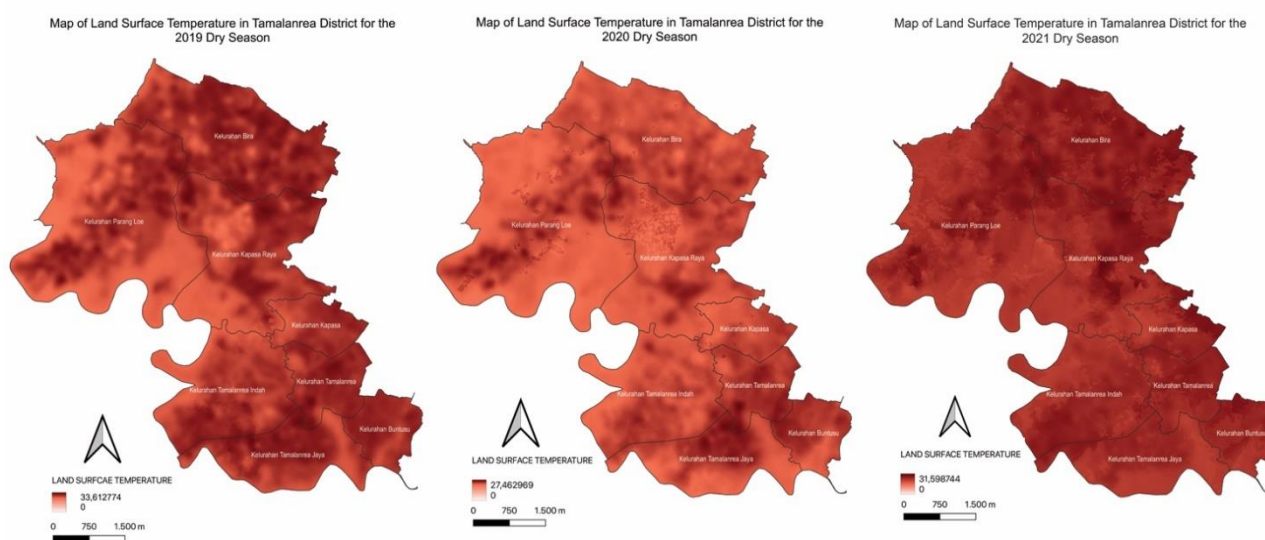 Map of Land Surface Temperature in Tamalanrea District for the
2019 Dry Season
Kelurahan Bira
Kelurahan Parang Loe
Kelurahan Kapasa Raya
Kelurahan Kapasa
Kelurahan Tamalanrea
Kelurahan Tamalanrea Indah
Kelurahan Buntusu
Kelurahan Tamalanrea Jaya
LAND SURFCAE TEMPERATURE
33,612774
0
0 750 1.500 m
Map of Land Surface Temperature in Tamalanrea District for the
2020 Dry Season
Kelurahan Bira
Kelurahan Parang Loe
Kelurahan Kapasa Raya
Kelurahan Kapasa
Kelurahan Tamalanrea
Kelurahan Tamalanrea Indah
Kelurahan Buntusu
Kelurahan Tamalanrea Jaya
LAND SURFACE TEMPERATURE
27,462969
0
0 750 1.500 m
Map of Land Surface Temperature in Tamalanrea District for the
2021 Dry Season
Kelurahan Bira
Kelurahan Parang Loe
Kelurahan Kapasa Raya
Kelurahan Kapasa
Kelurahan Tamalanrea
Kelurahan Tamalanrea Indah
Kelurahan Buntusu
Kelurahan Tamalanrea Jaya
LAND SURFACE TEMPERATURE
31,598744
0
0 750 1.500 m